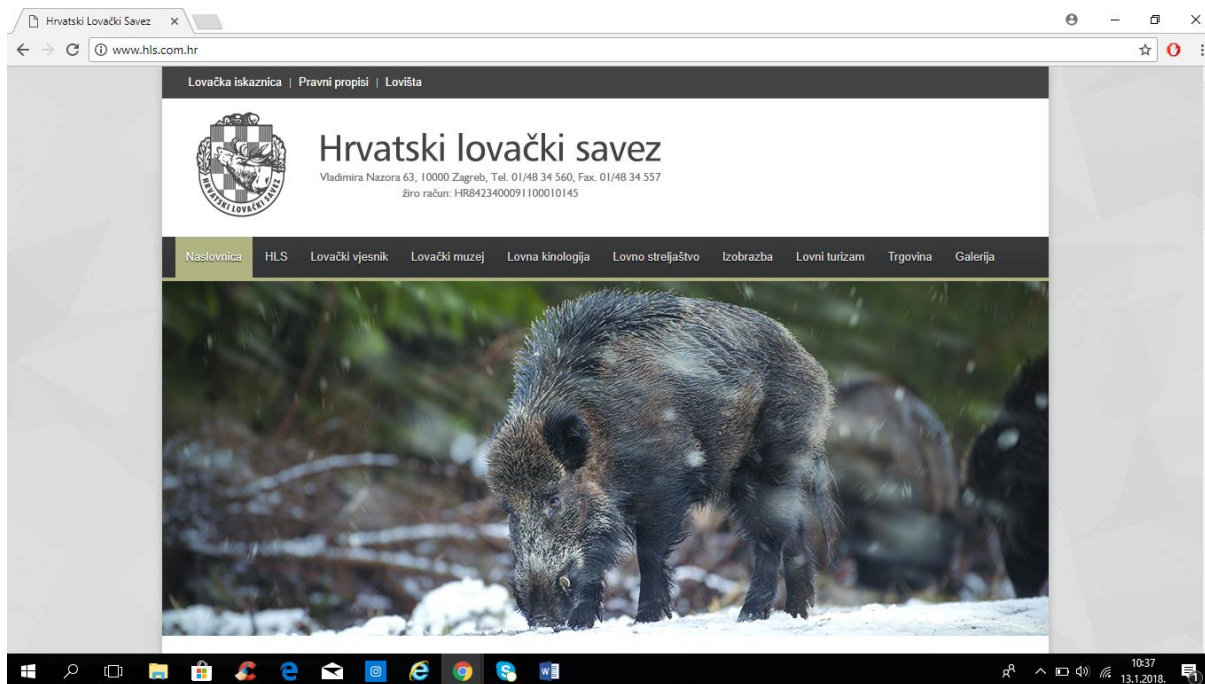 Hrvatski Lovački Savez
www.hls.com.hr
Lovačka iskaznica | Pravni propisi | Lovišta
HRVATSKI LOVAČKI SAVEZ
Hrvatski lovački savez
Vladimira Nazora 63, 10000 Zagreb, Tel. 01/48 34 560, Fax. 01/48 34 557
žiro račun: HR8423400091100010145
Naslovnica HLS Lovački vjesnik Lovački muzej Lovna kinologija Lovno streljaštvo Izobrazba Lovni turizam Trgovina Galerija
10:37
13.1.2018.
1